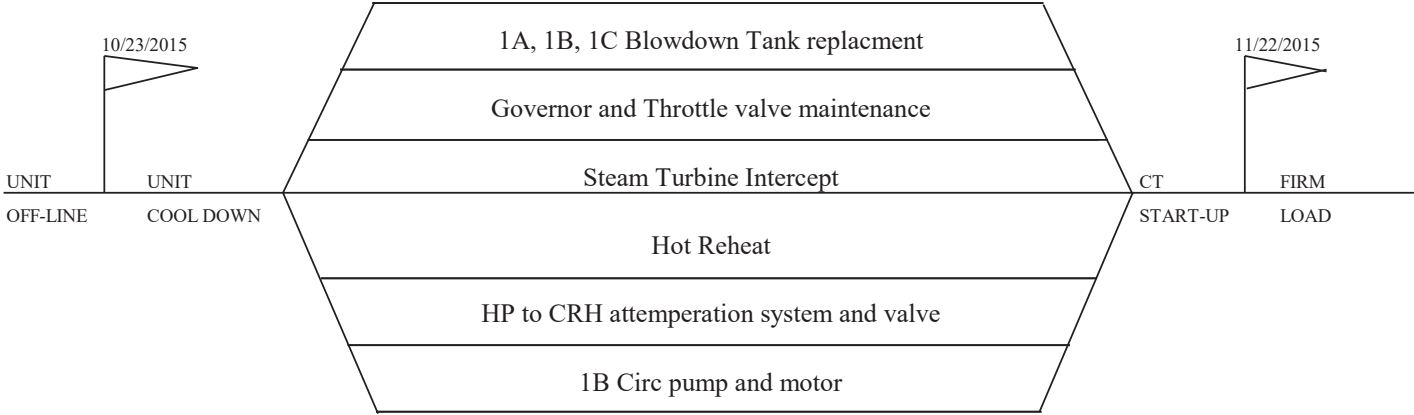 1A, 1B, 1C Blowdown Tank replacment
10/23/2015
11/22/2015
Governor and Throttle valve maintenance
UNIT
UNIT
Steam Turbine Intercept
CT
FIRM
OFF-LINE
COOL DOWN
START-UP
LOAD
Hot Reheat
HP to CRH attemperation system and valve
1B Circ pump and motor